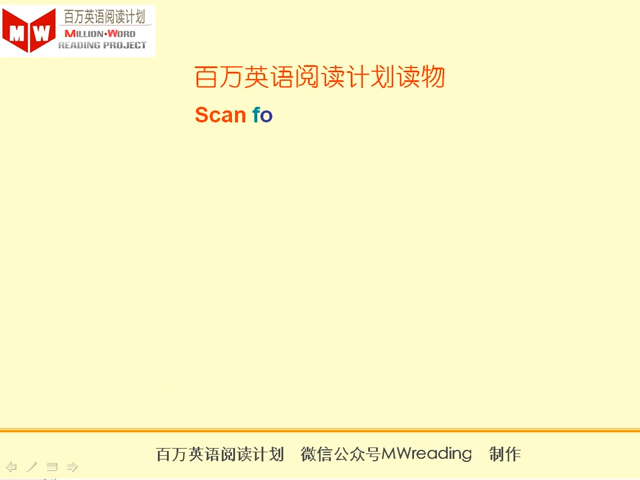 百万英语阅读计划
MILLION·WORD
READING PROJECT
MW
百万英语阅读计划读物
Scan fo
百万英语阅读计划 微信公众号MWreading 制作